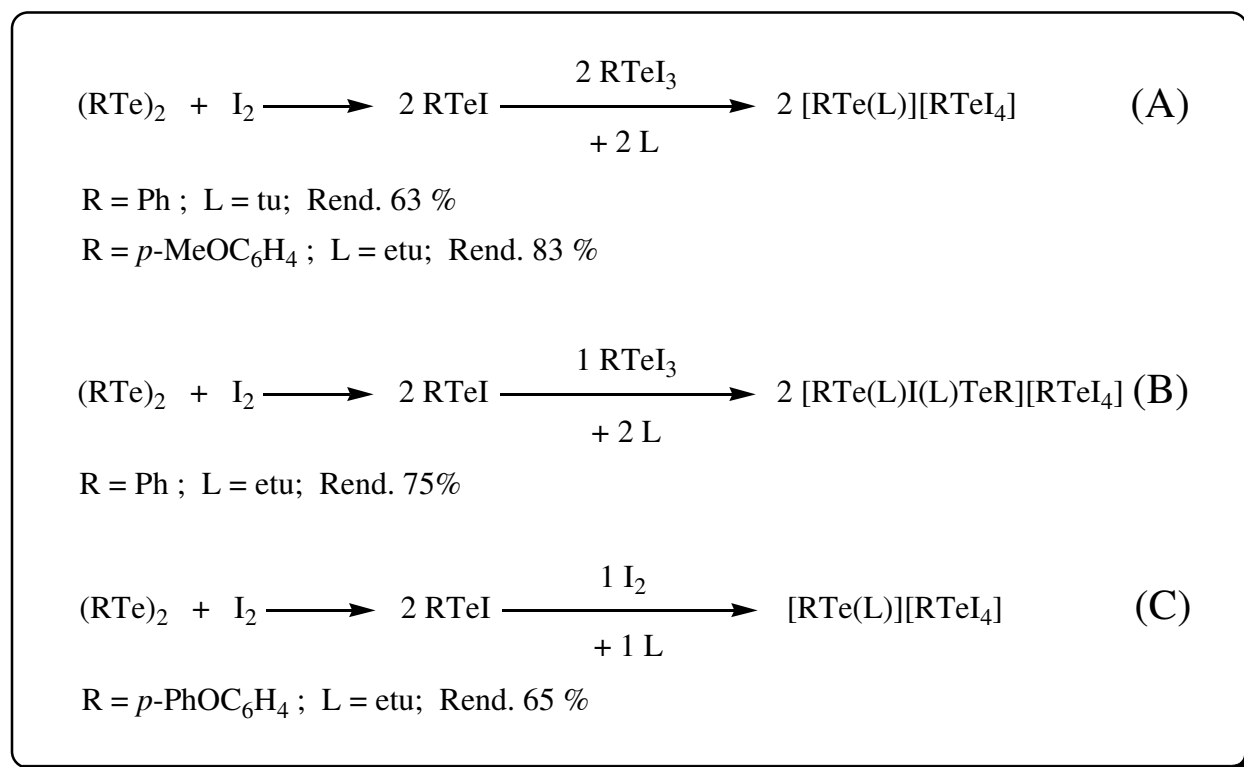 2 RTeI₃
(RTe)₂ + I₂ ⟶ 2 RTeI ⟶ 2 [RTe(L)][RTeI₄] (A)
+ 2 L
R = Ph ; L = tu; Rend. 63 %
R = p-MeOC₆H₄ ; L = etu; Rend. 83 %
1 RTeI₃
(RTe)₂ + I₂ ⟶ 2 RTeI ⟶ 2 [RTe(L)I(L)TeR][RTeI₄] (B)
+ 2 L
R = Ph ; L = etu; Rend. 75%
1 I₂
(RTe)₂ + I₂ ⟶ 2 RTeI ⟶ [RTe(L)][RTeI₄] (C)
+ 1 L
R = p-PhOC₆H₄ ; L = etu; Rend. 65 %